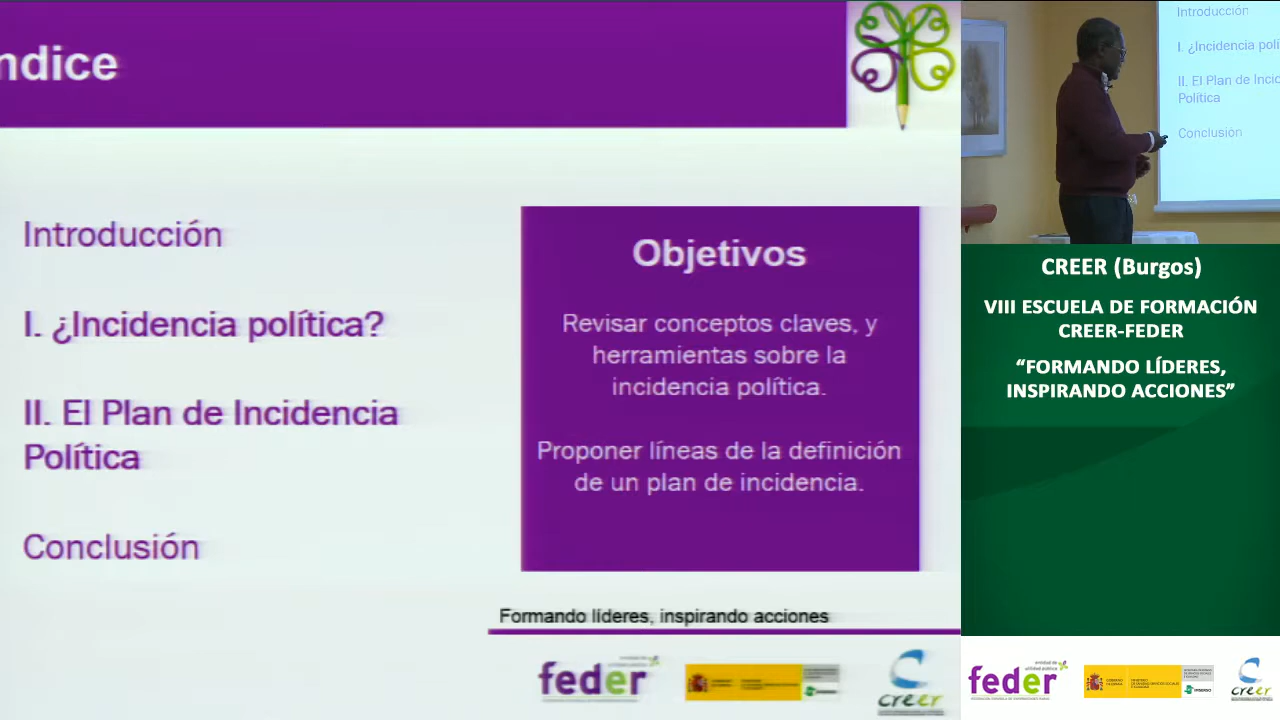 ndice
Introducción
I. ¿Incidencia política?
II. El Plan de Incidencia
Política
Conclusión
Objetivos
Revisar conceptos claves, y
herramientas sobre la
incidencia política.
Proponer líneas de la definición
de un plan de incidencia.
Formando líderes, inspirando acciones
feder
creer
Introducción
I. ¿Incidencia polí
II. El Plan de Incid
Política
Conclusión
CREER (Burgos)
VIII ESCUELA DE FORMACIÓN
CREER-FEDER
“FORMANDO LÍDERES,
INSPIRANDO ACCIONES”
feder
creer